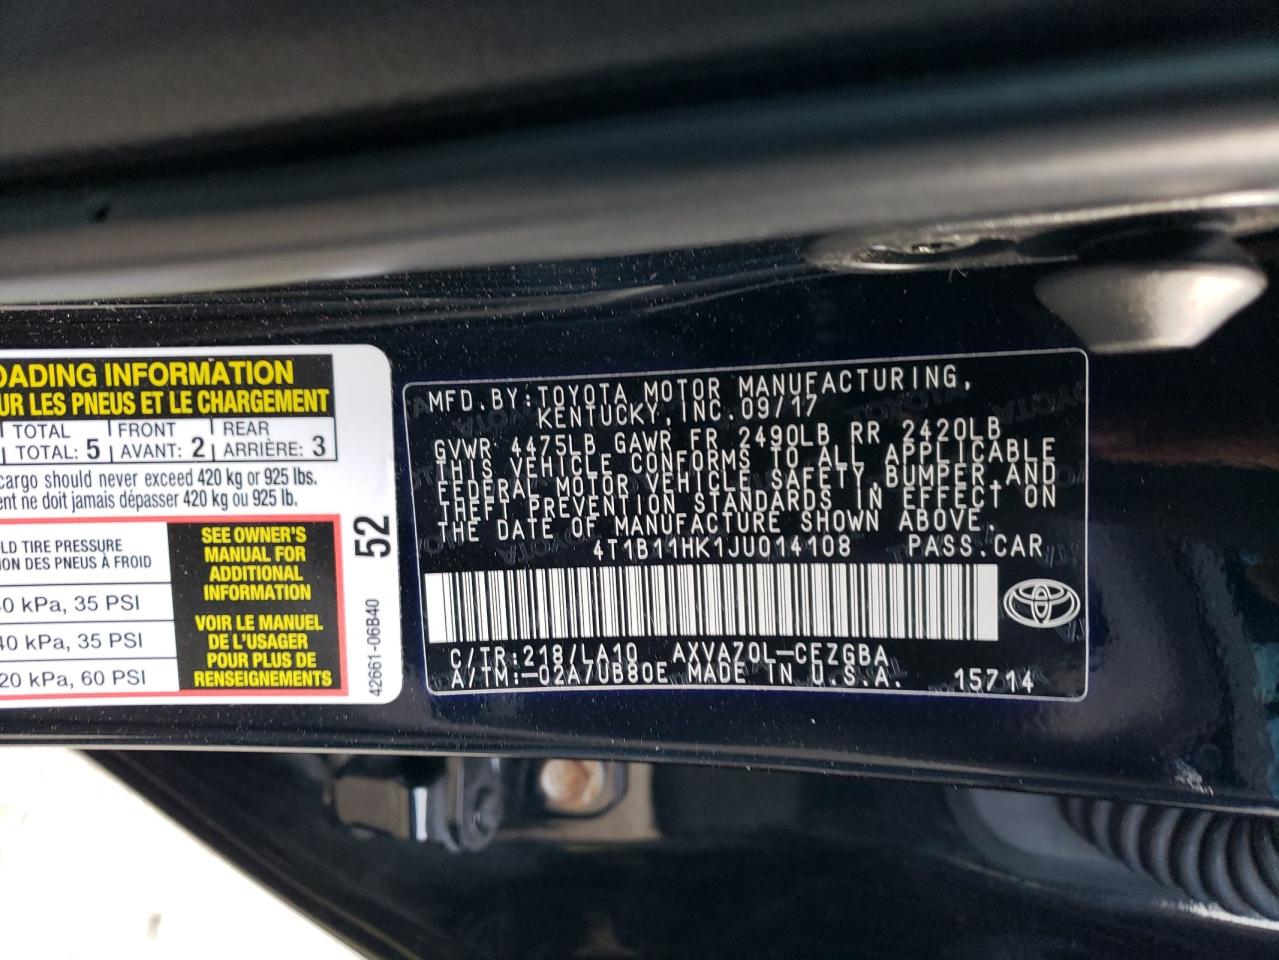 OADING INFORMATION
UR LES PNEUS ET LE CHARGEMENT
TOTAL FRONT REAR
TOTAL: 5 AVANT: 2 ARRIÈRE: 3
cargo should never exceed 420 kg or 925 lbs.
ent ne doit jamais dépasser 420 kg ou 925 lb.
LD TIRE PRESSURE
ION DES PNEUS À FROID
0 kPa, 35 PSI
40 kPa, 35 PSI
20 kPa, 60 PSI
SEE OWNER'S
MANUAL FOR
ADDITIONAL
INFORMATION
VOIR LE MANUEL
DE L'USAGER
POUR PLUS DE
RENSEIGNEMENTS
52
42661-06B40
MFD.BY:TOYOTA MOTOR MANUFACTURING,
KENTUCKY,INC.09/17
GVWR 4475LB GAWR FR 2490LB RR 2420LB
THIS VEHICLE CONFORMS TO ALL APPLICABLE
FEDERAL MOTOR VEHICLE SAFETY,BUMPER,AND
THEFT PREVENTION STANDARDS IN EFFECT ON
THE DATE OF MANUFACTURE SHOWN ABOVE.
4T1B11HK1JU014108 PASS.CAR
C/TR:218/LA10 AXVA70L-CEZGBA
A/TM:-02A/UB80E MADE IN U.S.A. 15714